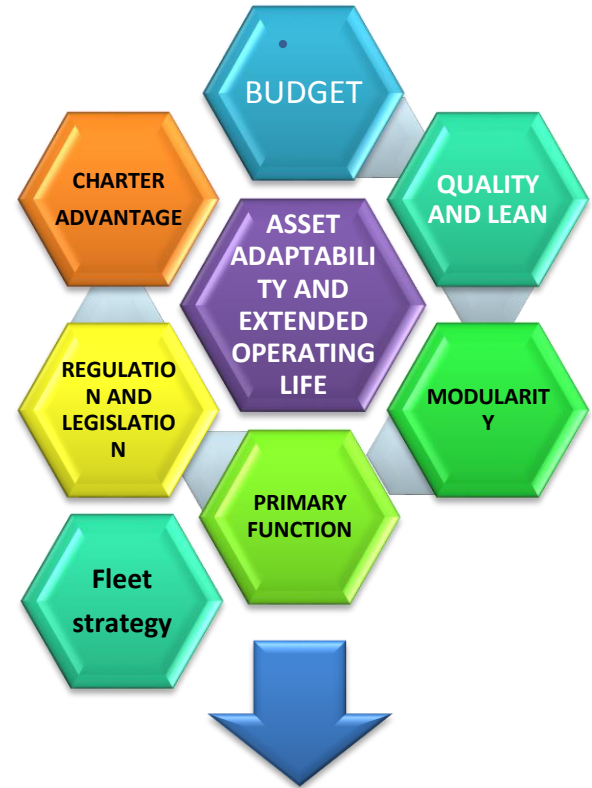 BUDGET
CHARTER
ADVANTAGE
QUALITY
AND LEAN
ASSET
ADAPTABILI
TY AND
EXTENDED
OPERATING
LIFE
REGULATIO
N AND
LEGISLATIO
N
MODULARIT
Y
PRIMARY
FUNCTION
Fleet
strategy